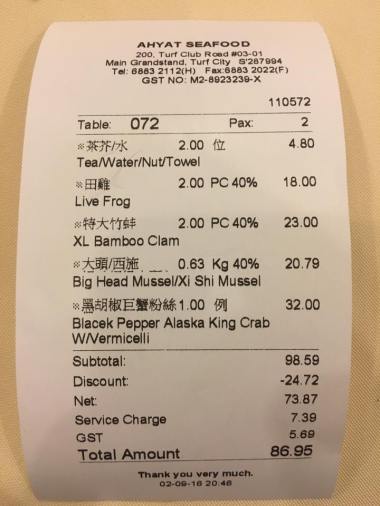 AHYAT SEAFOOD
200, Turf Club Road #03-01
Main Grandstand, Turf City S'287994
Tel: 6883 2112(H) Fax:6883 2022(F)
GST NO: M2-8923239-X
110572
Table: 072 Pax: 2
※茶芥/水 2.00 位 4.80
Tea/Water/Nut/Towel
※田雞 2.00 PC 40% 18.00
Live Frog
※特大竹蚌 2.00 PC 40% 23.00
XL Bamboo Clam
※大頭/西施 0.63 Kg 40% 20.79
Big Head Mussel/Xi Shi Mussel
※黑胡椒巨蟹粉絲 1.00 例 32.00
Blacek Pepper Alaska King Crab
W/Vermicelli
Subtotal: 98.59
Discount: -24.72
Net: 73.87
Service Charge 7.39
GST 5.69
Total Amount 86.95
Thank you very much.
02-09-16 20:46